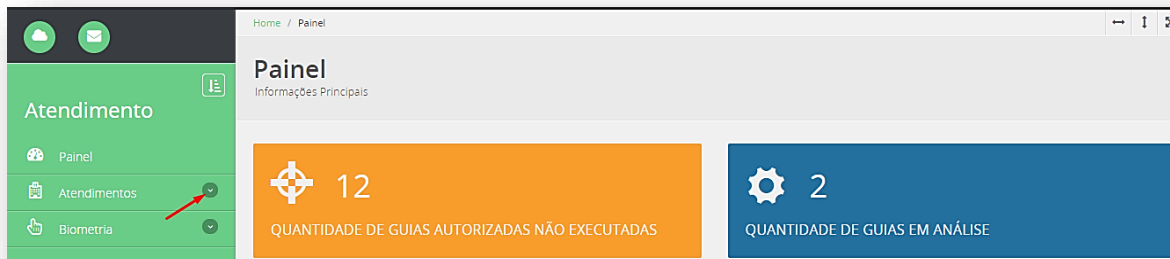 Home / Painel
Painel
Informações Principais
Atendimento
Painel
Atendimentos
Biometria
12
QUANTIDADE DE GUIAS AUTORIZADAS NÃO EXECUTADAS
2
QUANTIDADE DE GUIAS EM ANÁLISE